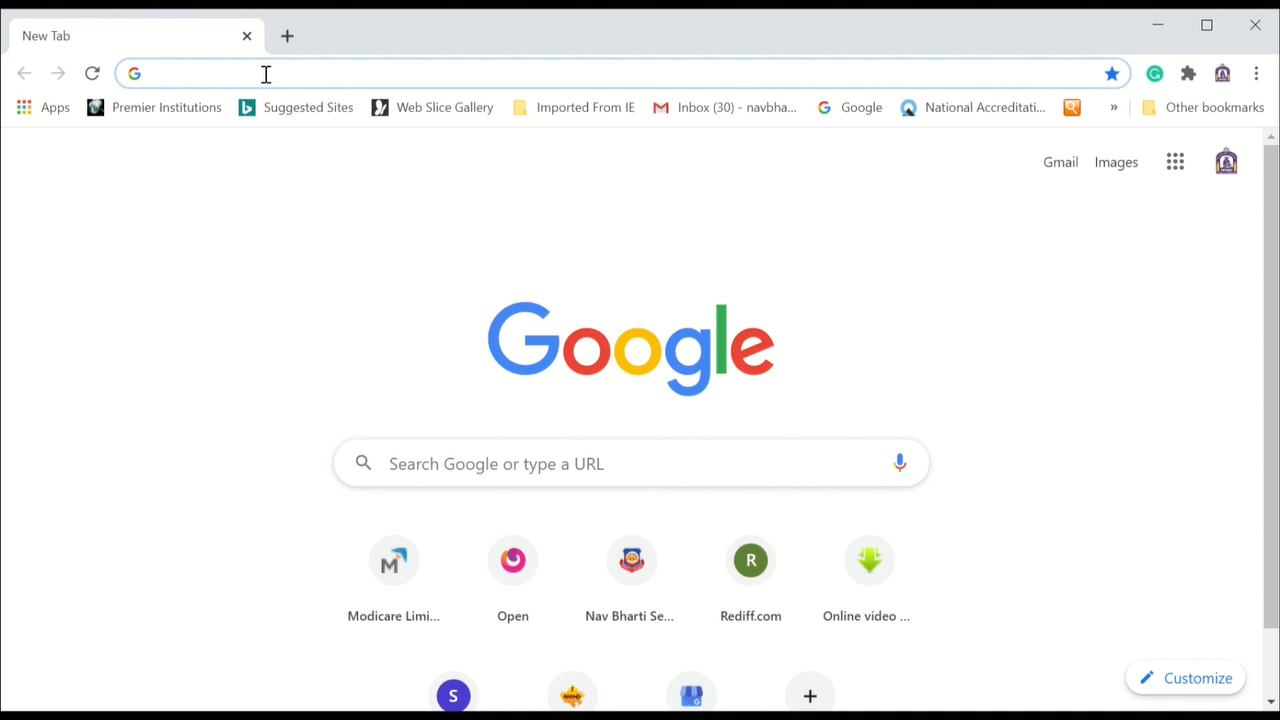 New Tab
Apps Premier Institutions Suggested Sites Web Slice Gallery Imported From IE Inbox (30) - navbha... Google National Accreditati... » Other bookmarks
Gmail Images
Google
Search Google or type a URL
Modicare Limi... Open Nav Bharti Se... R Rediff.com Online video ...
S
Customize